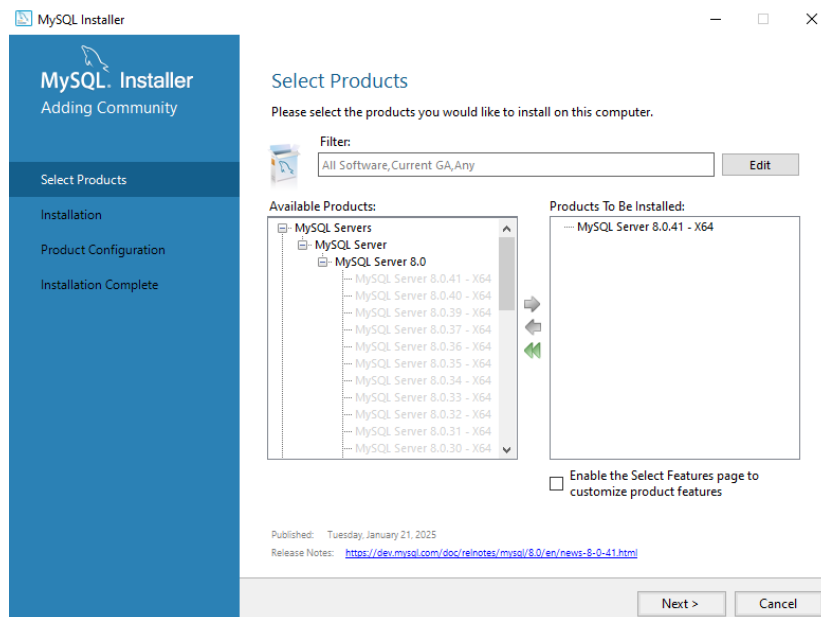 MySQL Installer
MySQL. Installer
Adding Community
Select Products
Installation
Product Configuration
Installation Complete
Select Products
Please select the products you would like to install on this computer.
Filter:
All Software,Current GA,Any
Edit
Available Products:
MySQL Servers
MySQL Server
MySQL Server 8.0
MySQL Server 8.0.41 - X64
MySQL Server 8.0.40 - X64
MySQL Server 8.0.39 - X64
MySQL Server 8.0.37 - X64
MySQL Server 8.0.36 - X64
MySQL Server 8.0.35 - X64
MySQL Server 8.0.34 - X64
MySQL Server 8.0.33 - X64
MySQL Server 8.0.32 - X64
MySQL Server 8.0.31 - X64
MySQL Server 8.0.30 - X64
Products To Be Installed:
MySQL Server 8.0.41 - X64
Enable the Select Features page to
customize product features
Published: Tuesday, January 21, 2025
Release Notes: https://dev.mysql.com/doc/relnotes/mysql/8.0/en/news-8-0-41.html
Next >
Cancel